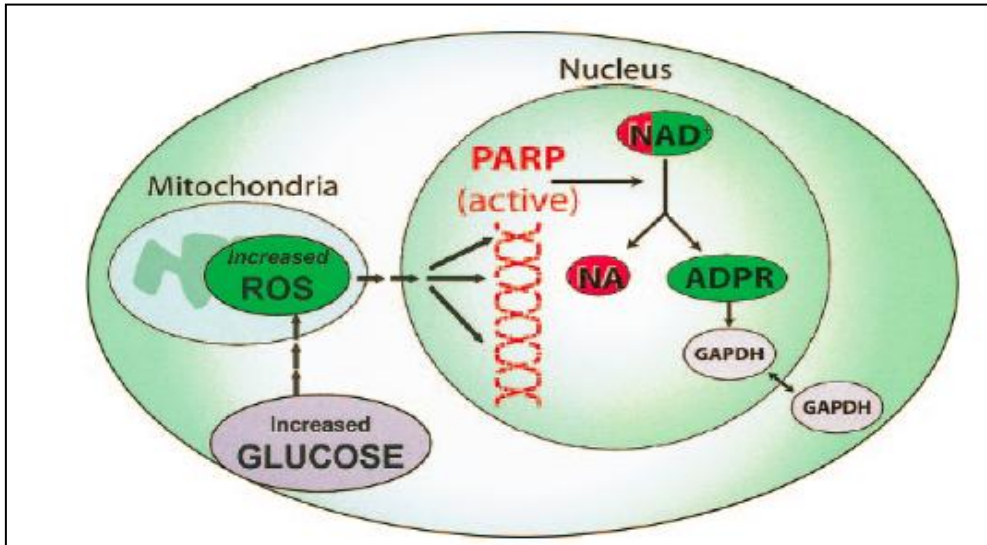 Nucleus
NAD+
PARP
(active)
Mitochondria
Increased
ROS
NA
ADPR
GAPDH
GAPDH
Increased
GLUCOSE